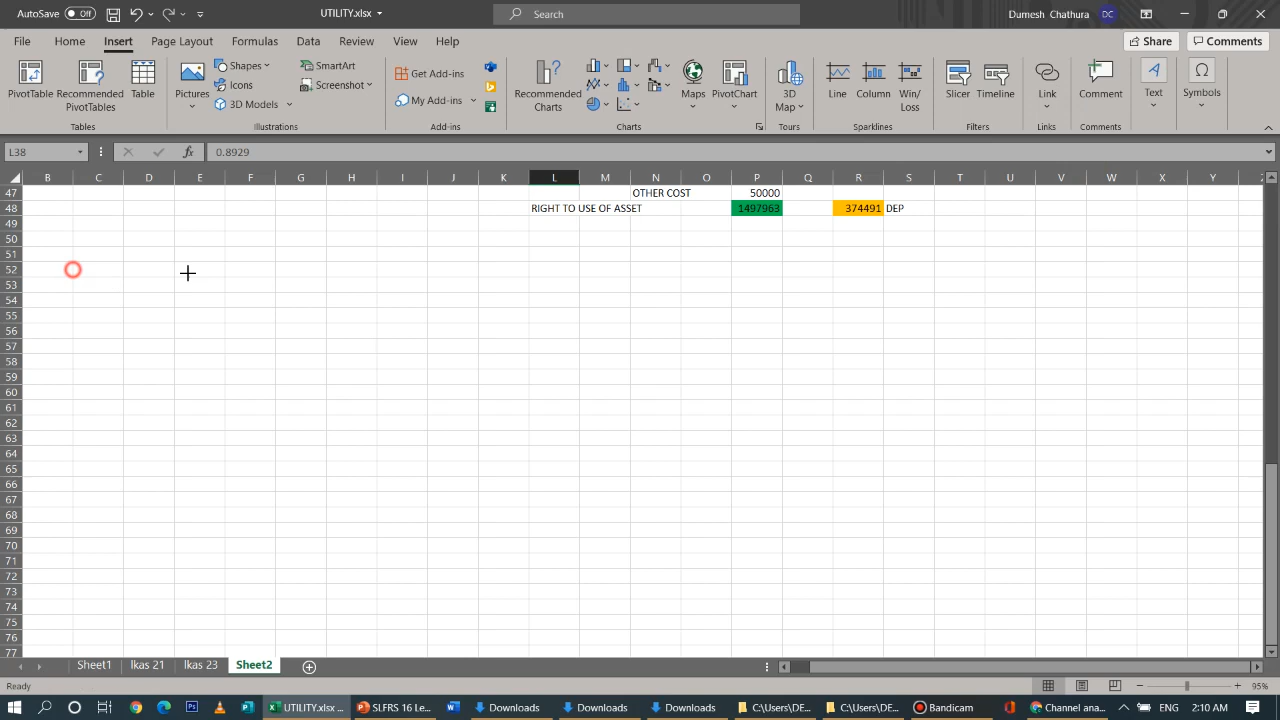 AutoSave Off UTILITY.xlsx Search Dumesh Chathura DC
File Home Insert Page Layout Formulas Data Review View Help Share Comments
PivotTable Recommended PivotTables Table Pictures Shapes Icons 3D Models SmartArt Screenshot Get Add-ins My Add-ins Recommended Charts Maps PivotChart 3D Map Line Column Win/Loss Slicer Timeline Link Comment Text Symbols
Tables Illustrations Add-ins Charts Tours Sparklines Filters Links Comments
L38 fx 0.8929
B C D E F G H I J K L M N O P Q R S T U V W X Y
47 OTHER COST 50000
48 RIGHT TO USE OF ASSET 1497963 374491 DEP
49
50
51
52
53
54
55
56
57
58
59
60
61
62
63
64
65
66
67
68
69
70
71
72
73
74
75
76
77
Sheet1 lkas 21 lkas 23 Sheet2
Ready 95%
UTILITY.xlsx ... SLFRS 16 Le... Downloads Downloads Downloads C:\Users\DE... C:\Users\DE... Bandicam Channel ana... ENG 2:10 AM